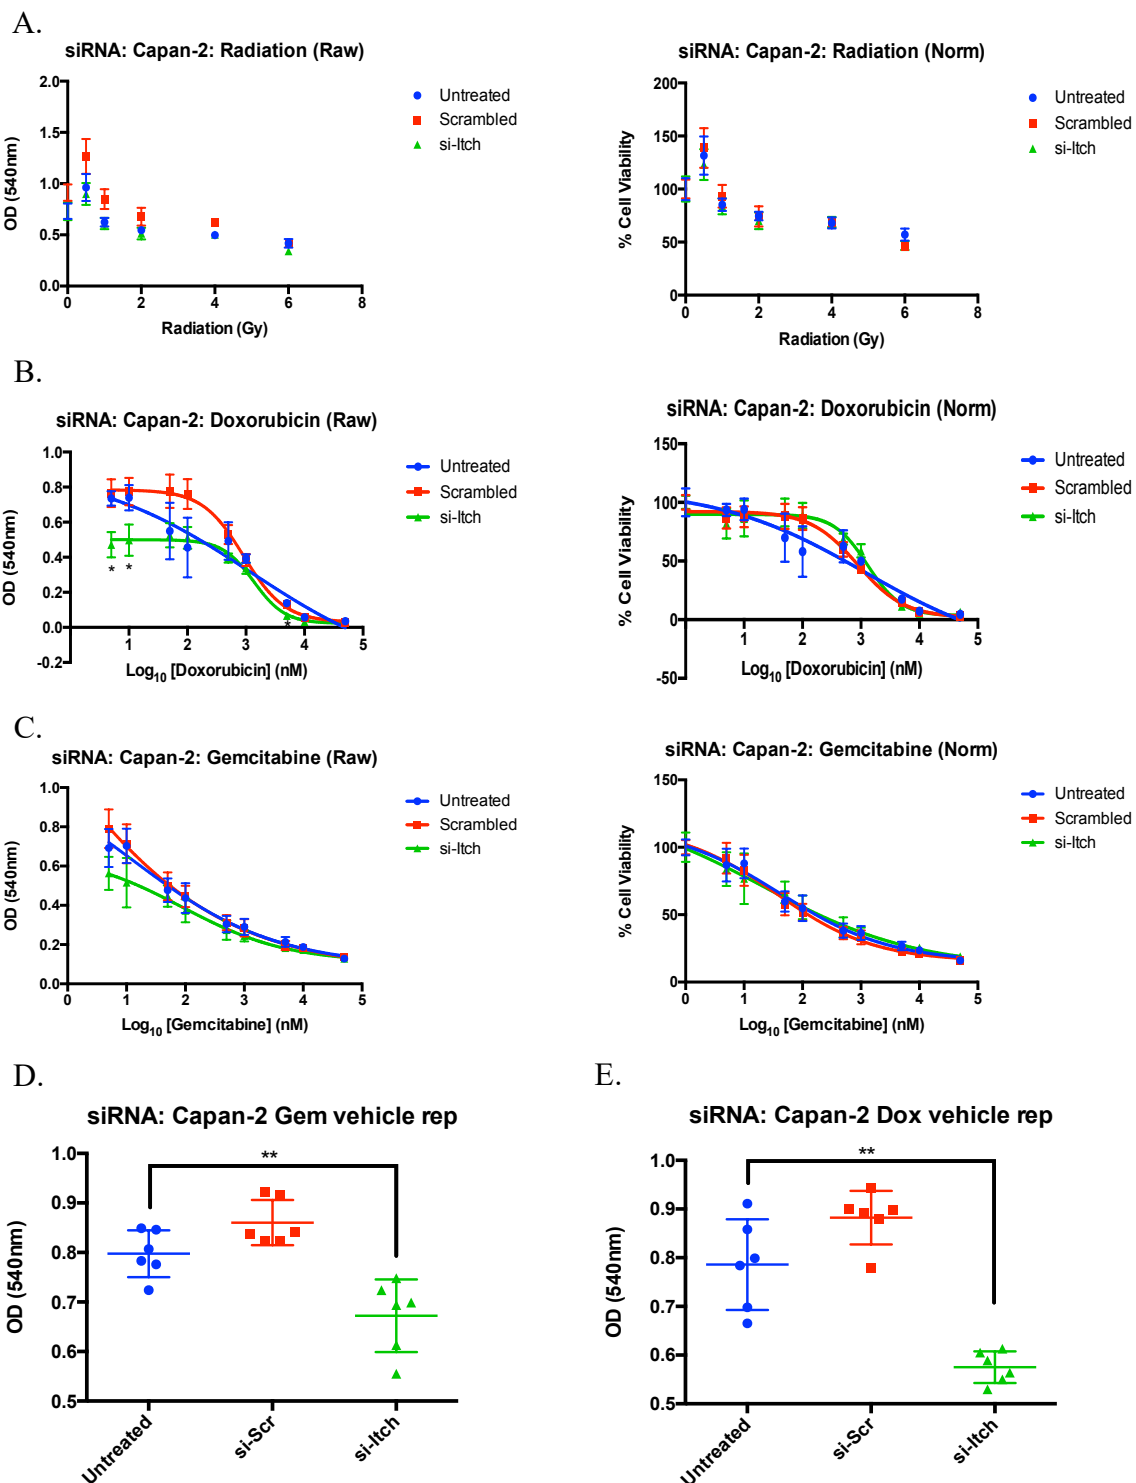 A.
siRNA: Capan-2: Radiation (Raw)
OD (540nm)
2.0
1.5
1.0
0.5
0.0
0 2 4 6 8
Radiation (Gy)
Untreated
Scrambled
si-Itch
siRNA: Capan-2: Radiation (Norm)
% Cell Viability
200
150
100
50
0
0 2 4 6 8
Radiation (Gy)
Untreated
Scrambled
si-Itch
B.
siRNA: Capan-2: Doxorubicin (Raw)
OD (540nm)
1.0
0.8
0.6
0.4
0.2
0.0
-0.2
1 2 3 4 5
* *
*
Log10 [Doxorubicin] (nM)
Untreated
Scrambled
si-Itch
siRNA: Capan-2: Doxorubicin (Norm)
% Cell Viability
150
100
50
0
-50
1 2 3 4 5
Log10 [Doxorubicin] (nM)
Untreated
Scrambled
si-Itch
C.
siRNA: Capan-2: Gemcitabine (Raw)
OD (540nm)
1.0
0.8
0.6
0.4
0.2
0.0
0 1 2 3 4 5
Log10 [Gemcitabine] (nM)
Untreated
Scrambled
si-Itch
siRNA: Capan-2: Gemcitabine (Norm)
% Cell Viability
150
100
50
0
0 1 2 3 4 5
Log10 [Gemcitabine] (nM)
Untreated
Scrambled
si-Itch
D.
siRNA: Capan-2 Gem vehicle rep
OD (540nm)
1.0
0.9
0.8
0.7
0.6
0.5
**
Untreated
si-Scr
si-Itch
E.
siRNA: Capan-2 Dox vehicle rep
OD (540nm)
1.0
0.9
0.8
0.7
0.6
0.5
**
Untreated
si-Scr
si-Itch